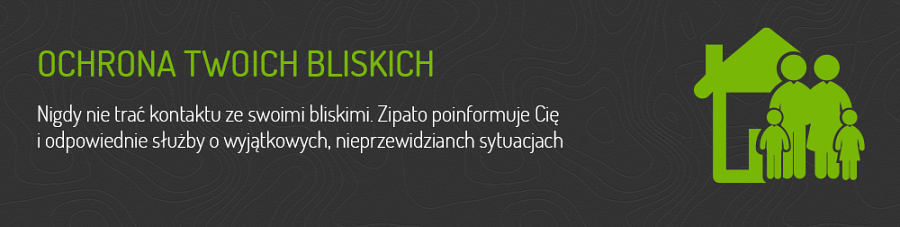 OCHRONA TWOICH BLISKICH
Nigdy nie trać kontaktu ze swoimi bliskimi. Zipato poinformuje Cię
i odpowiednie służby o wyjątkowych, nieprzewidzianch sytuacjach